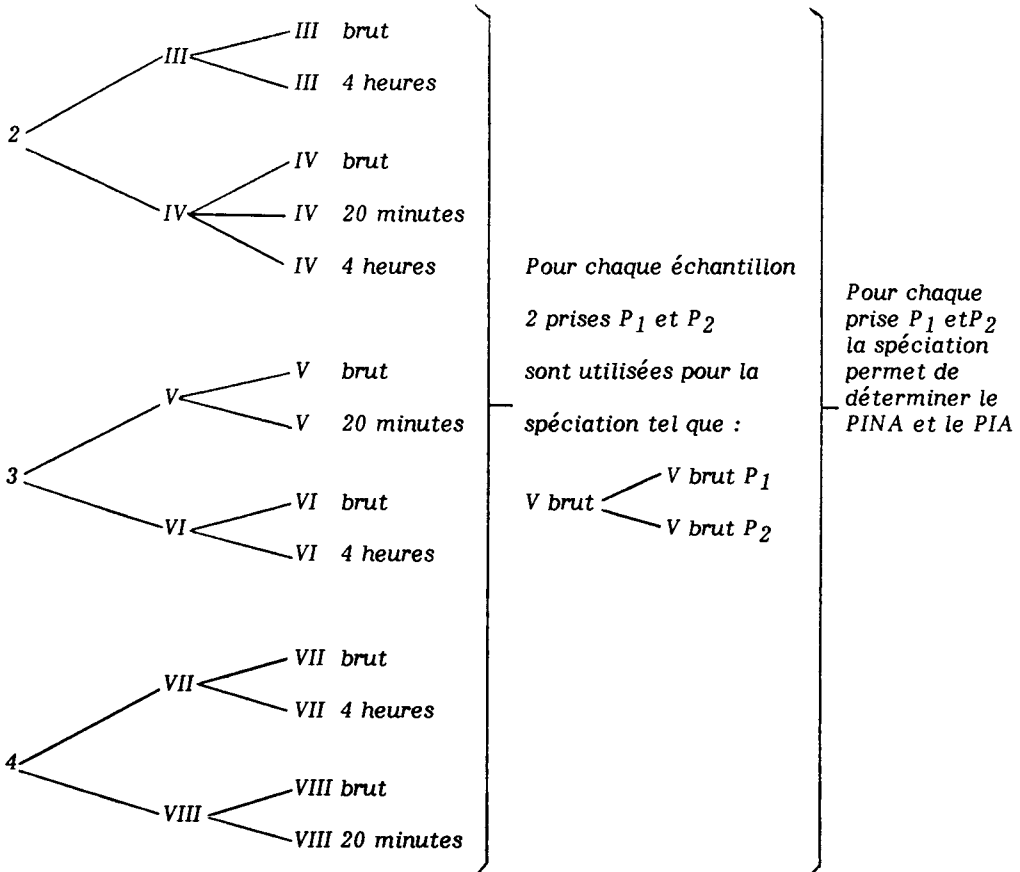 III brut
III
III 4 heures
2
IV brut
IV
IV 20 minutes
IV 4 heures
V brut
V
V 20 minutes
3
VI brut
VI
VI 4 heures
VII brut
VII
VII 4 heures
4
VIII brut
VIII
VIII 20 minutes
Pour chaque échantillon
2 prises P1 et P2
sont utilisées pour la
spéciation tel que :
V brut P1
V brut
V brut P2
Pour chaque
prise P1 etP2
la spéciation
permet de
déterminer le
PINA et le PIA